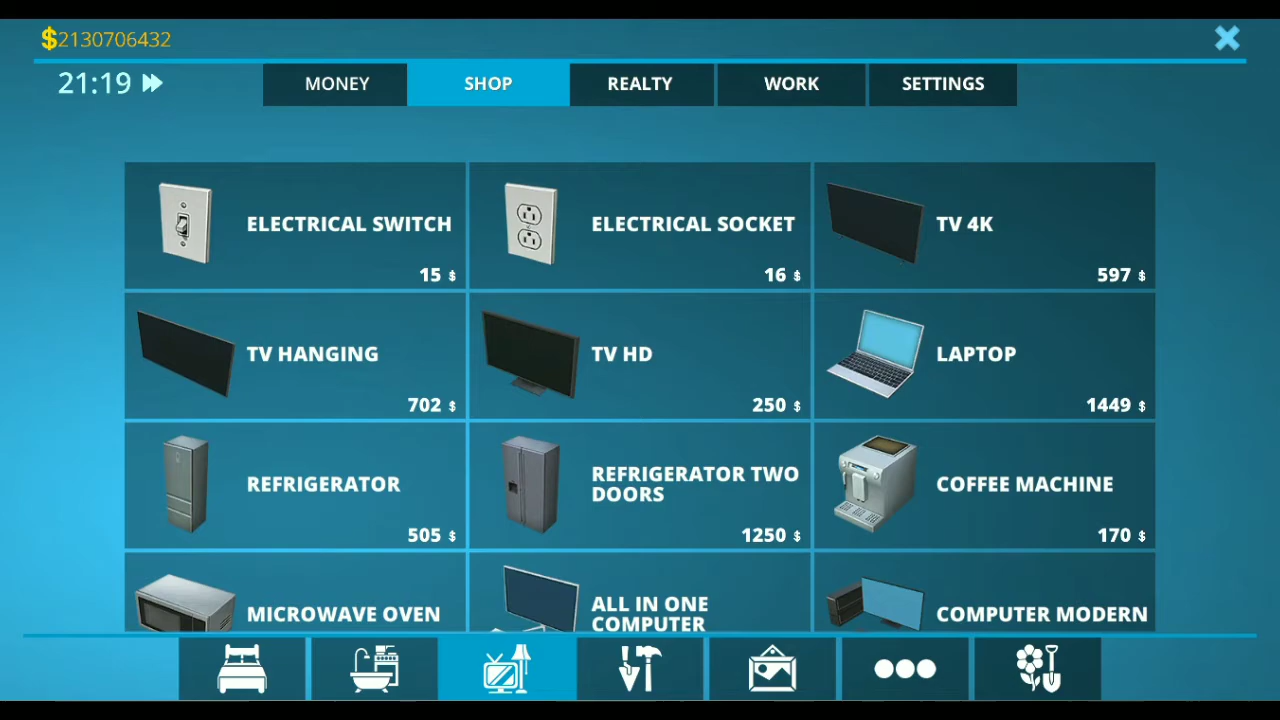 $2130706432
21:19
MONEY
SHOP
REALTY
WORK
SETTINGS
ELECTRICAL SWITCH
15 $
ELECTRICAL SOCKET
16 $
TV 4K
597 $
TV HANGING
702 $
TV HD
250 $
LAPTOP
1449 $
REFRIGERATOR
505 $
REFRIGERATOR TWO
DOORS
1250 $
COFFEE MACHINE
170 $
MICROWAVE OVEN
ALL IN ONE
COMPUTER
COMPUTER MODERN